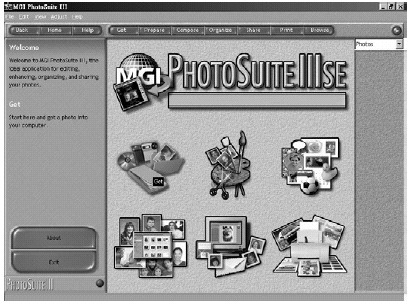 MGI PhotoSuite III
File Edit View Adjust Help
Back Home Help Get Prepare Compose Organize Share Print Browse
Welcome
Welcome to MGI PhotoSuite III, the
ideal application for editing,
enhancing, organizing, and sharing
your photos.
Get
Start here and get a photo into
your computer.
Photos
MGI PHOTOSUITE III SE
Get
About
Exit
PHOTOSUITE III